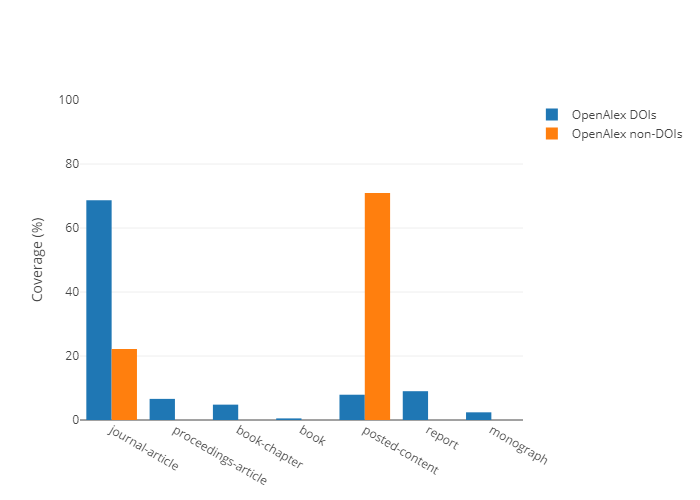 100
80
60
40
20
0
Coverage (%)
journal-article
proceedings-article
book-chapter
book
posted-content
report
monograph
OpenAlex DOIs
OpenAlex non-DOIs